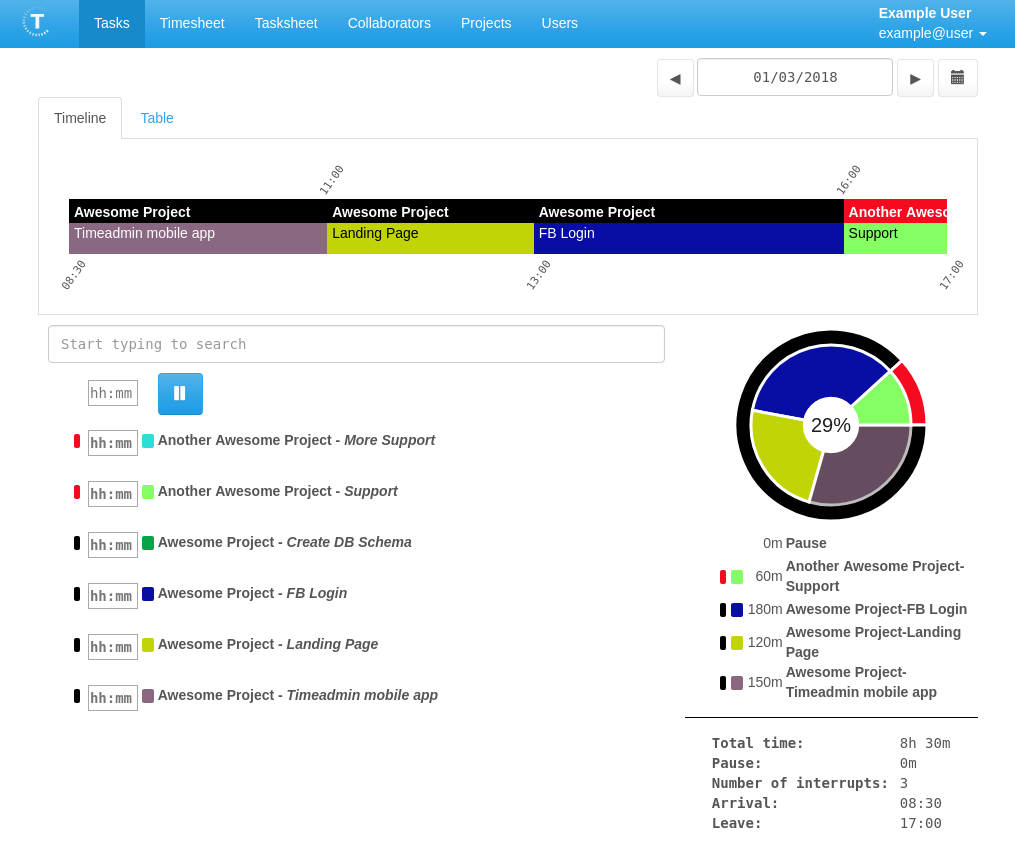 T Tasks Timesheet Tasksheet Collaborators Projects Users
Example User
example@user
01/03/2018
Timeline Table
11:00 16:00
Awesome Project Awesome Project Awesome Project Another Aweso
Timeadmin mobile app Landing Page FB Login Support
08:30 13:00 17:00
Start typing to search
hh:mm
hh:mm Another Awesome Project - More Support
hh:mm Another Awesome Project - Support
hh:mm Awesome Project - Create DB Schema
hh:mm Awesome Project - FB Login
hh:mm Awesome Project - Landing Page
hh:mm Awesome Project - Timeadmin mobile app
29%
0m Pause
60m Another Awesome Project-
Support
180m Awesome Project-FB Login
120m Awesome Project-Landing
Page
150m Awesome Project-
Timeadmin mobile app
Total time: 8h 30m
Pause: 0m
Number of interrupts: 3
Arrival: 08:30
Leave: 17:00